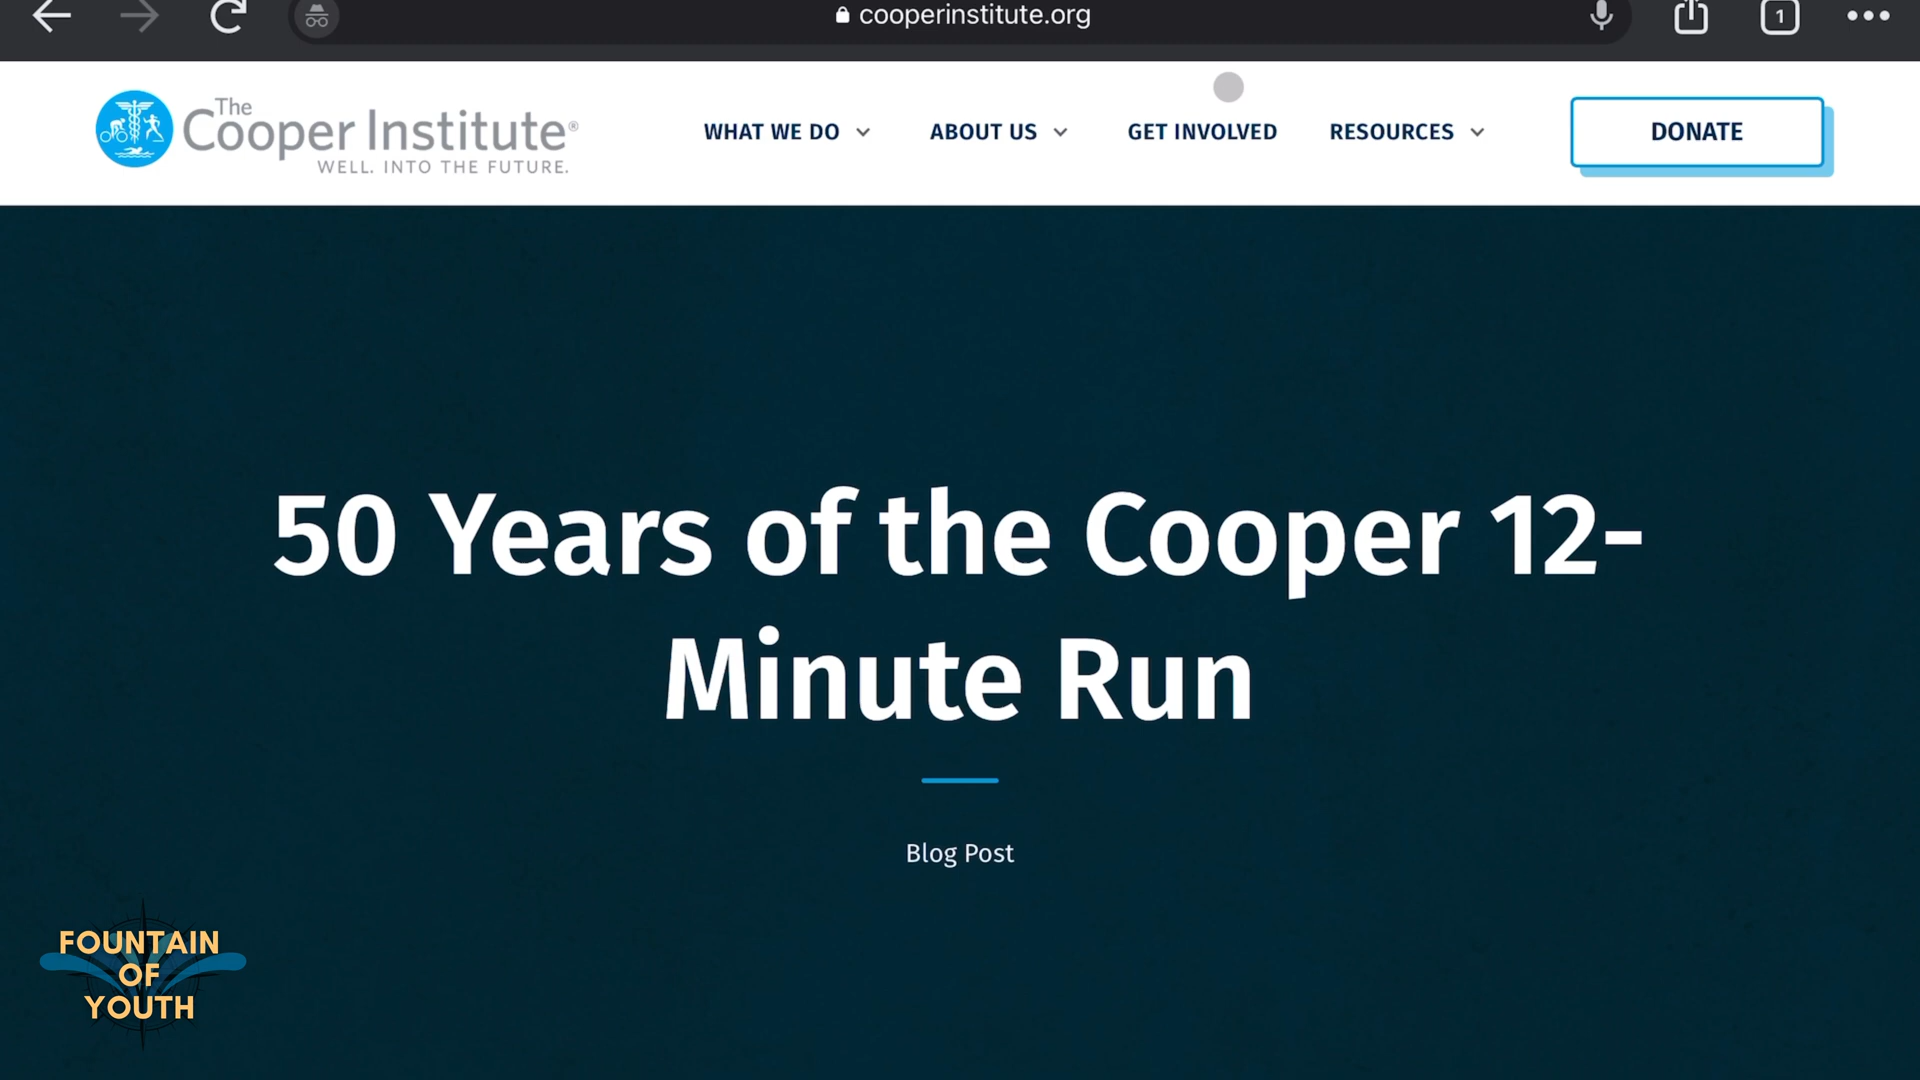 cooperinstitute.org
1
The
Cooper Institute®
WELL. INTO THE FUTURE.
WHAT WE DO
ABOUT US
GET INVOLVED
RESOURCES
DONATE
50 Years of the Cooper 12-
Minute Run
Blog Post
FOUNTAIN
OF
YOUTH